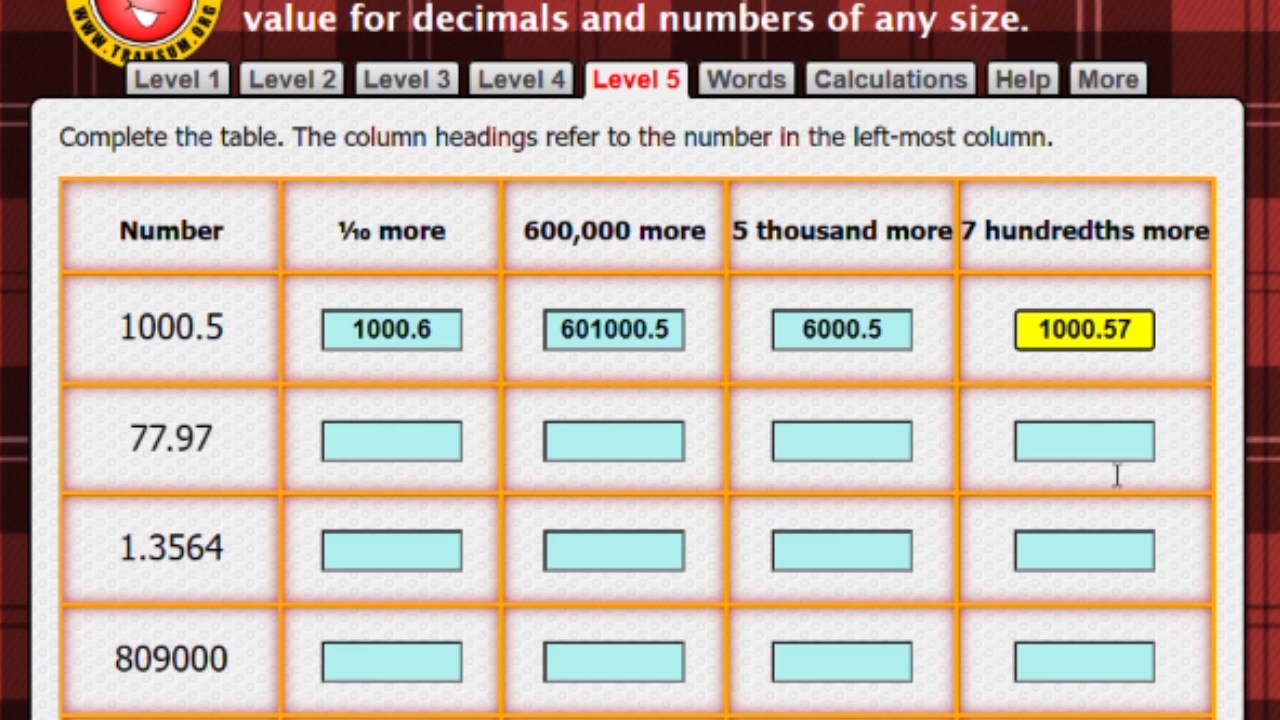 value for decimals and numbers of any size.
WWW.TRANSUM.ORG
Level 1 Level 2 Level 3 Level 4 Level 5 Words Calculations Help More
Complete the table. The column headings refer to the number in the left-most column.
Number ⅒ more 600,000 more 5 thousand more 7 hundredths more
1000.5 1000.6 601000.5 6000.5 1000.57
77.97
1.3564
809000